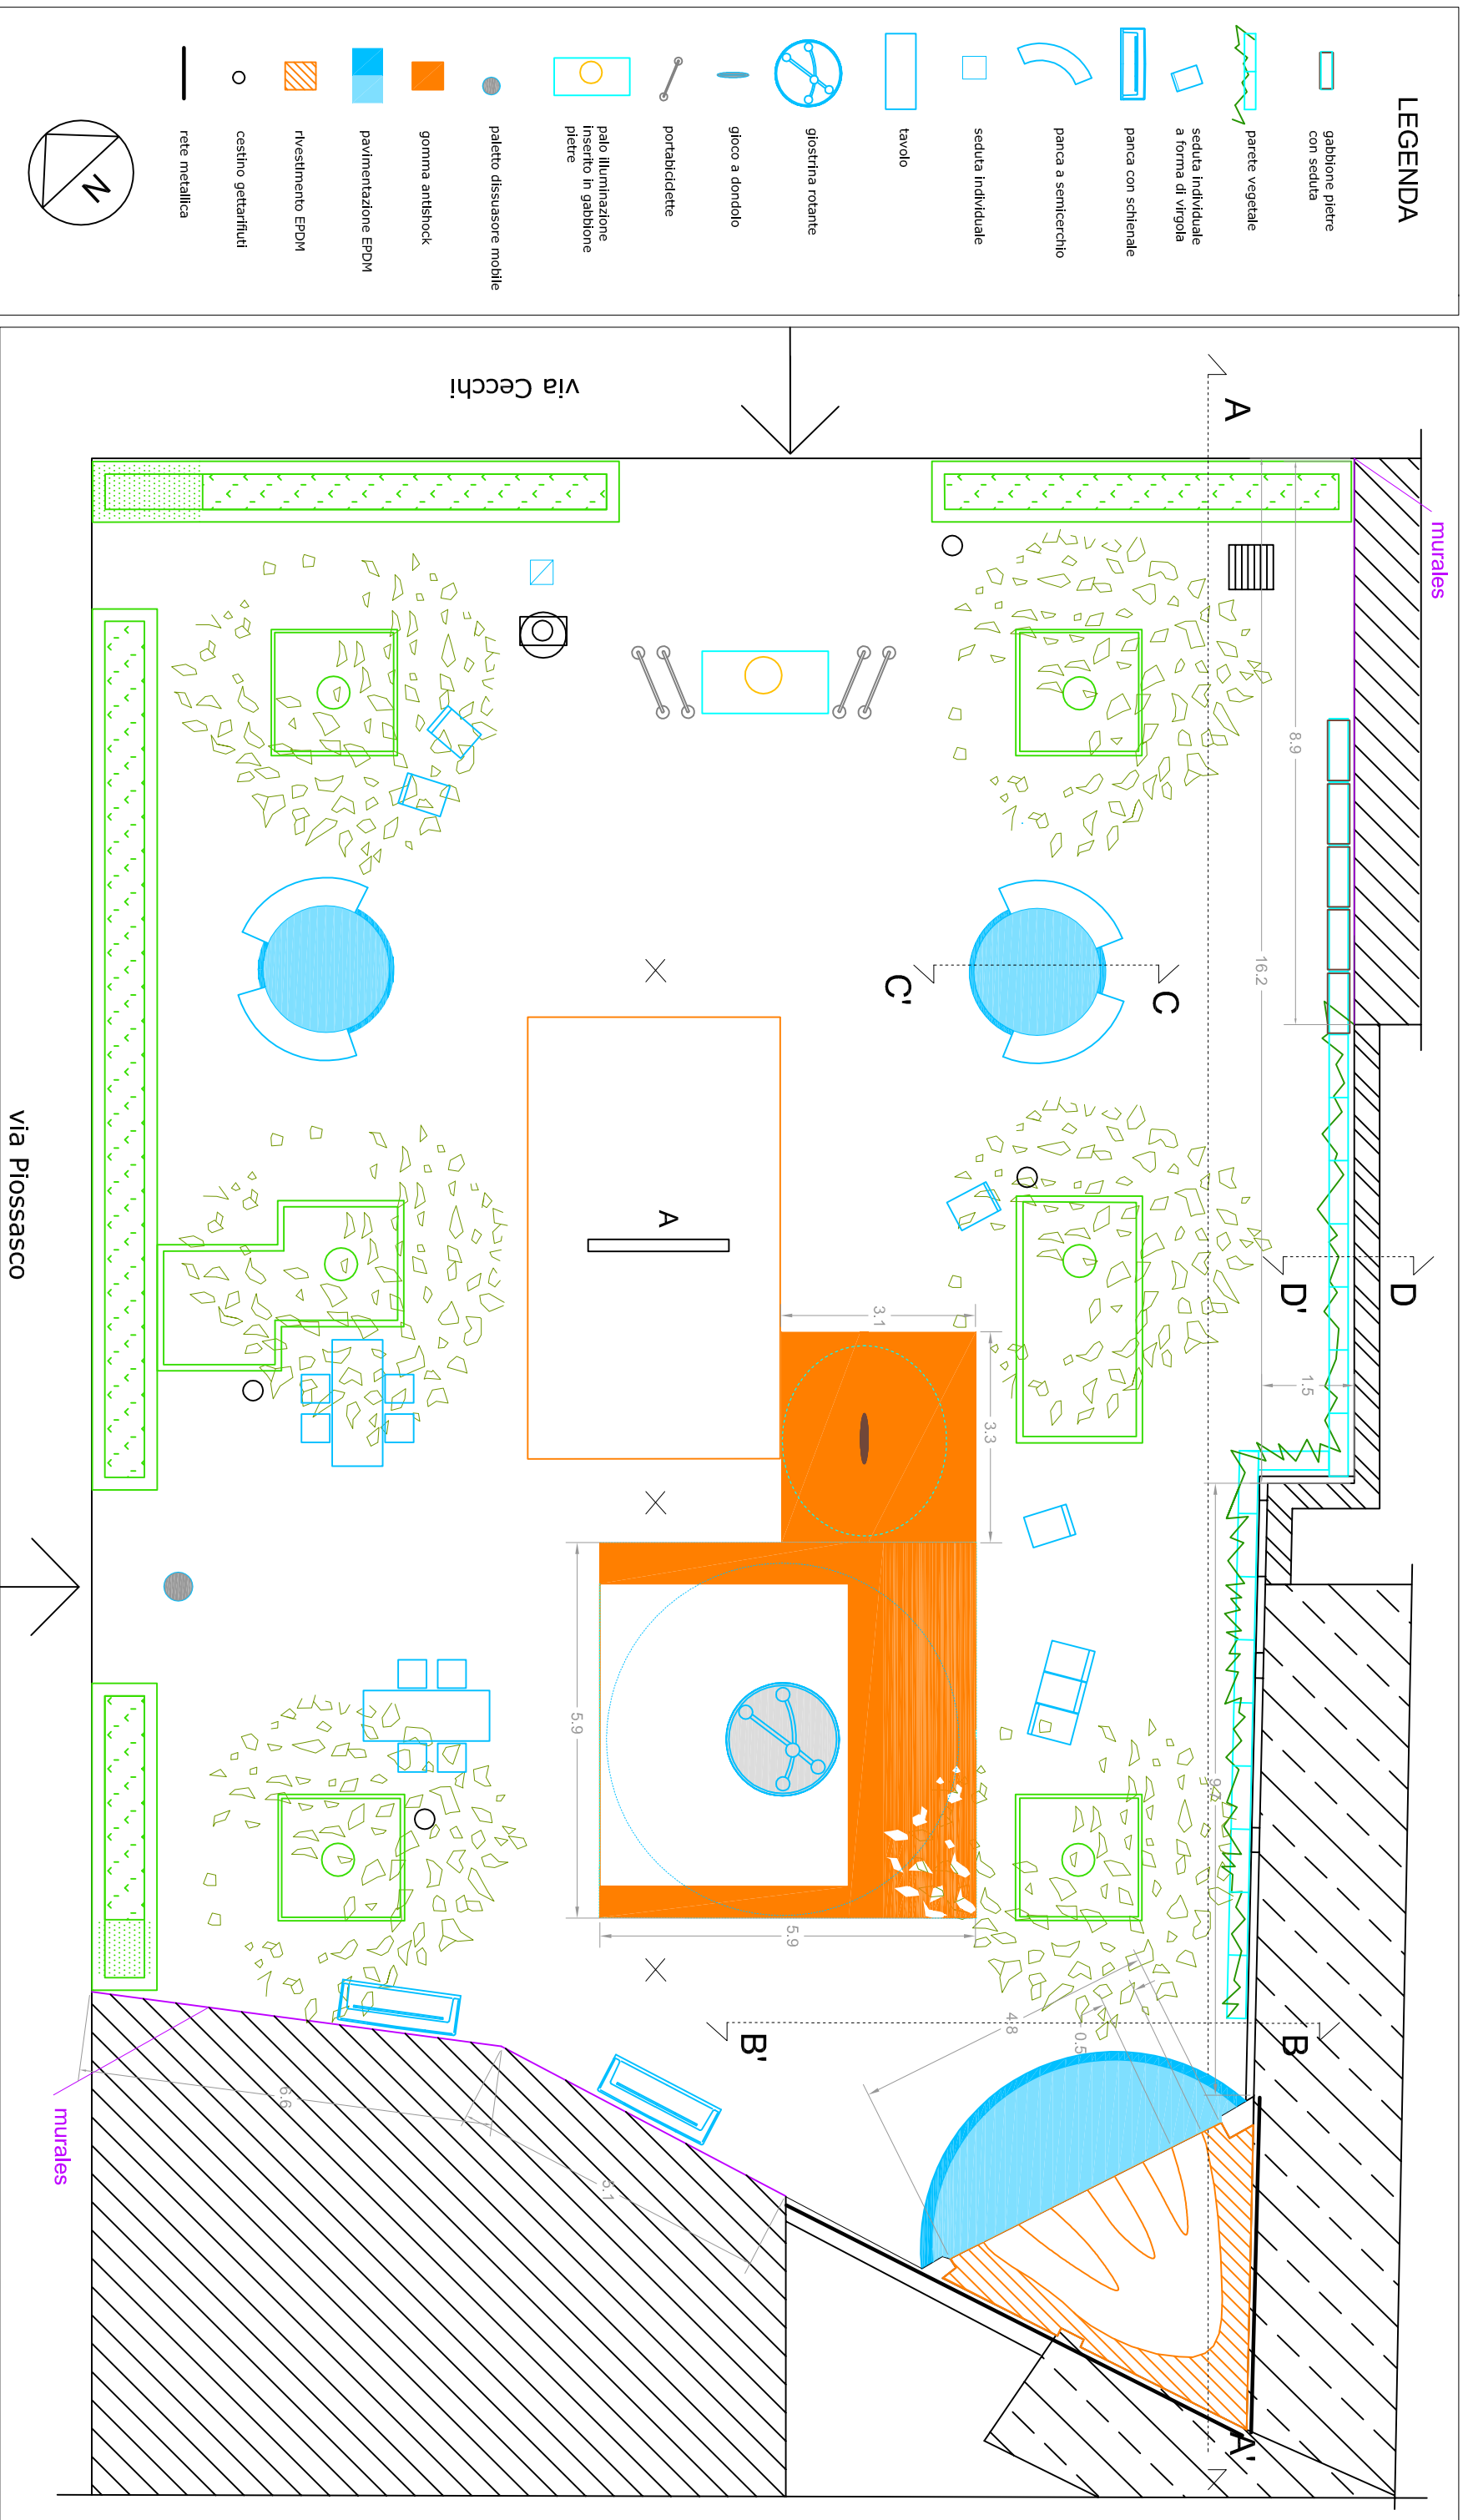 LEGENDA
gabbione pietre
con seduta
parete vegetale
seduta individuale
a forma di virgola
panca con schienale
panca a semicerchio
seduta individuale
tavolo
giostrina rotante
gioco a dondolo
portabiciclette
palo illuminazione
inserito in gabbione
pietre
paletto dissuasore mobile
gomma antishock
pavimentazione EPDM
rivestimento EPDM
cestino gettarifiuti
rete metallica
N
via Cecchi
A
murales
8.9
16.2
C
C'
D
D'
1.5
A
3.1
3.3
via Piossasco
5.9
5.9
B
B'
4.8
0.5
6.6
5.1
murales
A'